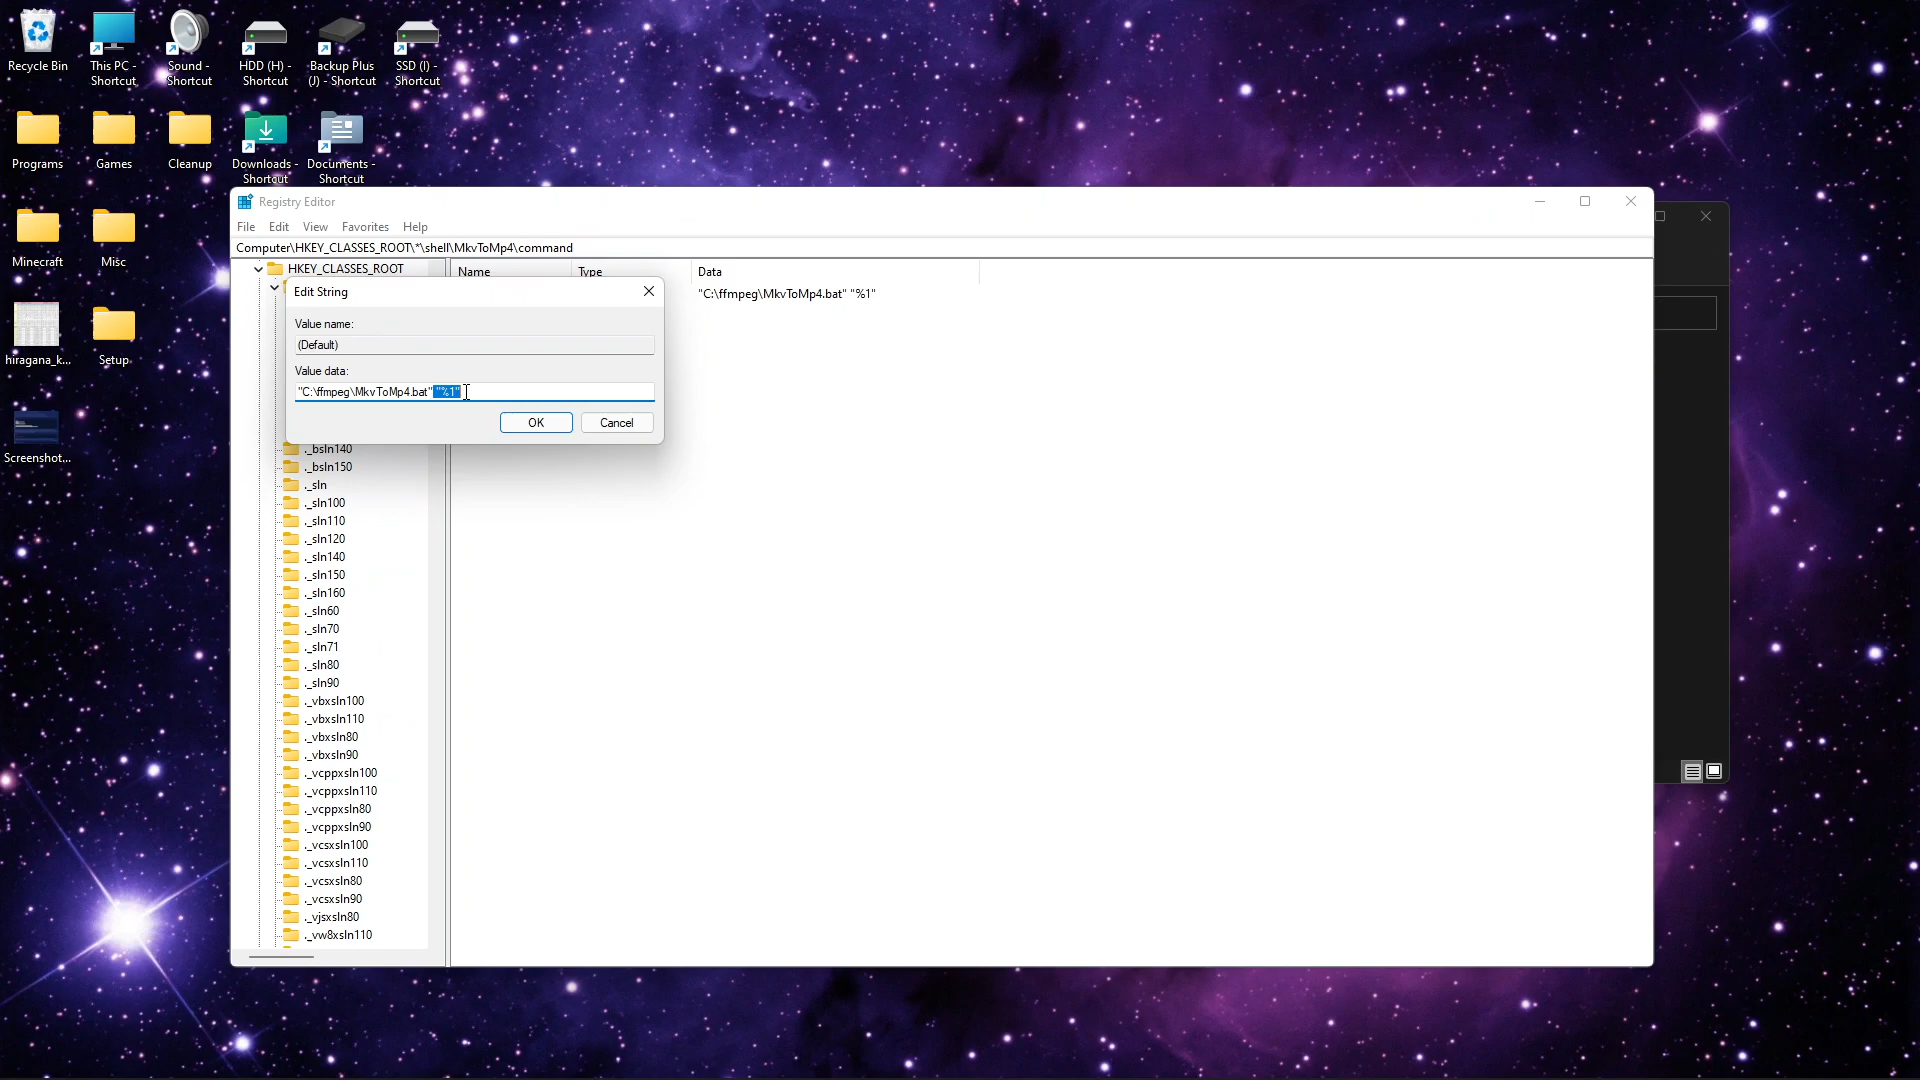 Recycle Bin
This PC -
Shortcut
Sound -
Shortcut
HDD (H) -
Shortcut
Backup Plus
(J) - Shortcut
SSD (I) -
Shortcut
Programs
Games
Cleanup
Downloads -
Shortcut
Documents -
Shortcut
Minecraft
Misc
hiragana_k...
Setup
Screenshot...
Registry Editor
File Edit View Favorites Help
Computer\HKEY_CLASSES_ROOT\*\shell\MkvToMp4\command
HKEY_CLASSES_ROOT
Name Type Data
"C:\ffmpeg\MkvToMp4.bat" "%1"
Edit String
Value name:
(Default)
Value data:
"C:\ffmpeg\MkvToMp4.bat" "%1"
OK Cancel
._bsln140
._bsln150
._sln
._sln100
._sln110
._sln120
._sln140
._sln150
._sln160
._sln60
._sln70
._sln71
._sln80
._sln90
._vbxsln100
._vbxsln110
._vbxsln80
._vbxsln90
._vcppxsln100
._vcppxsln110
._vcppxsln80
._vcppxsln90
._vcsxsln100
._vcsxsln110
._vcsxsln80
._vcsxsln90
._vjsxsln80
._vw8xsln110